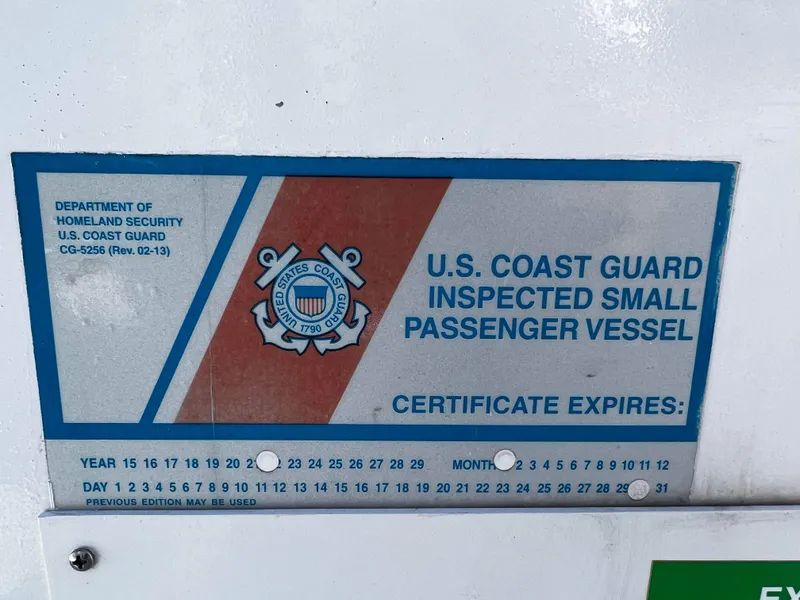 DEPARTMENT OF
HOMELAND SECURITY
U.S. COAST GUARD
CG-5256 (Rev. 02-13)
UNITED STATES COAST GUARD
1790
U.S. COAST GUARD
INSPECTED SMALL
PASSENGER VESSEL
CERTIFICATE EXPIRES:
YEAR 15 16 17 18 19 20 2 23 24 25 26 27 28 29 MONTH 2 3 4 5 6 7 8 9 10 11 12
DAY 1 2 3 4 5 6 7 8 9 10 11 12 13 14 15 16 17 18 19 20 21 22 23 24 25 26 27 28 29 31
PREVIOUS EDITION MAY BE USED
EX